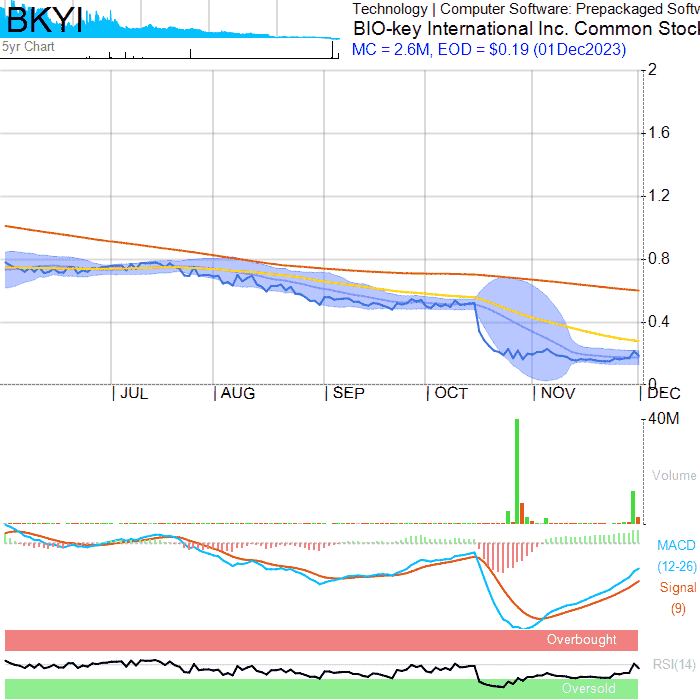 BKYI
5yr Chart
Technology | Computer Software: Prepackaged Softw
BIO-key International Inc. Common Stock
MC = 2.6M, EOD = $0.19 (01Dec2023)
2
1.6
1.2
0.8
0.4
0
JUL
AUG
SEP
OCT
NOV
DEC
40M
Volume
MACD
(12-26)
Signal
(9)
Overbought
RSI(14)
Oversold